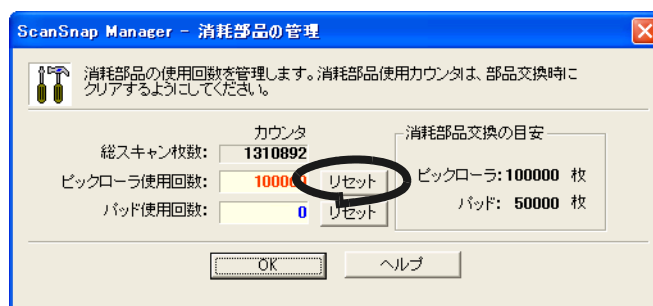 ScanSnap Manager - 消耗部品の管理
消耗部品の使用回数を管理します。消耗部品使用カウンタは、部品交換時に
クリアするようにしてください。
カウンタ
総スキャン枚数: 1310892
ピックローラ使用回数: リセット
パッド使用回数: 0 リセット
消耗部品交換の目安
ピックローラ: 100000 枚
パッド: 50000 枚
OK ヘルプ